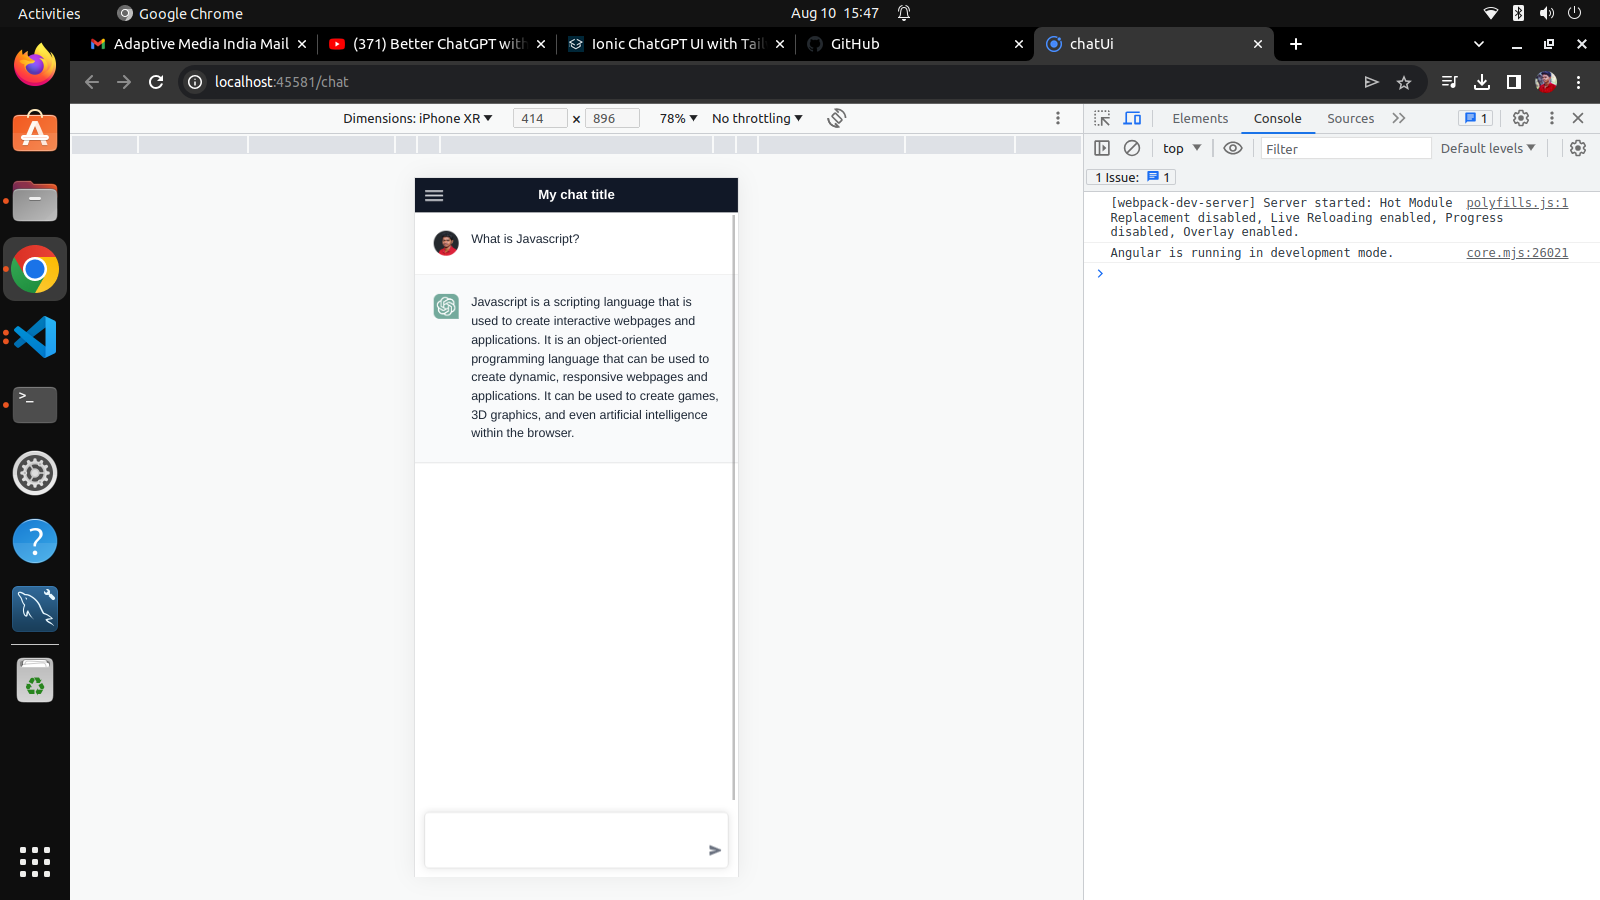 Activities
Google Chrome
Aug 10 15:47
Adaptive Media India Mail
(371) Better ChatGPT with
Ionic ChatGPT UI with Tail
GitHub
chatUi
localhost:45581/chat
Dimensions: iPhone XR
414 × 896
78%
No throttling
Elements
Console
Sources
1
top
Filter
Default levels
1 Issue: 1
[webpack-dev-server] Server started: Hot Module polyfills.js:1
Replacement disabled, Live Reloading enabled, Progress
disabled, Overlay enabled.
Angular is running in development mode. core.mjs:26021
My chat title
What is Javascript?
Javascript is a scripting language that is
used to create interactive webpages and
applications. It is an object-oriented
programming language that can be used to
create dynamic, responsive webpages and
applications. It can be used to create games,
3D graphics, and even artificial intelligence
within the browser.